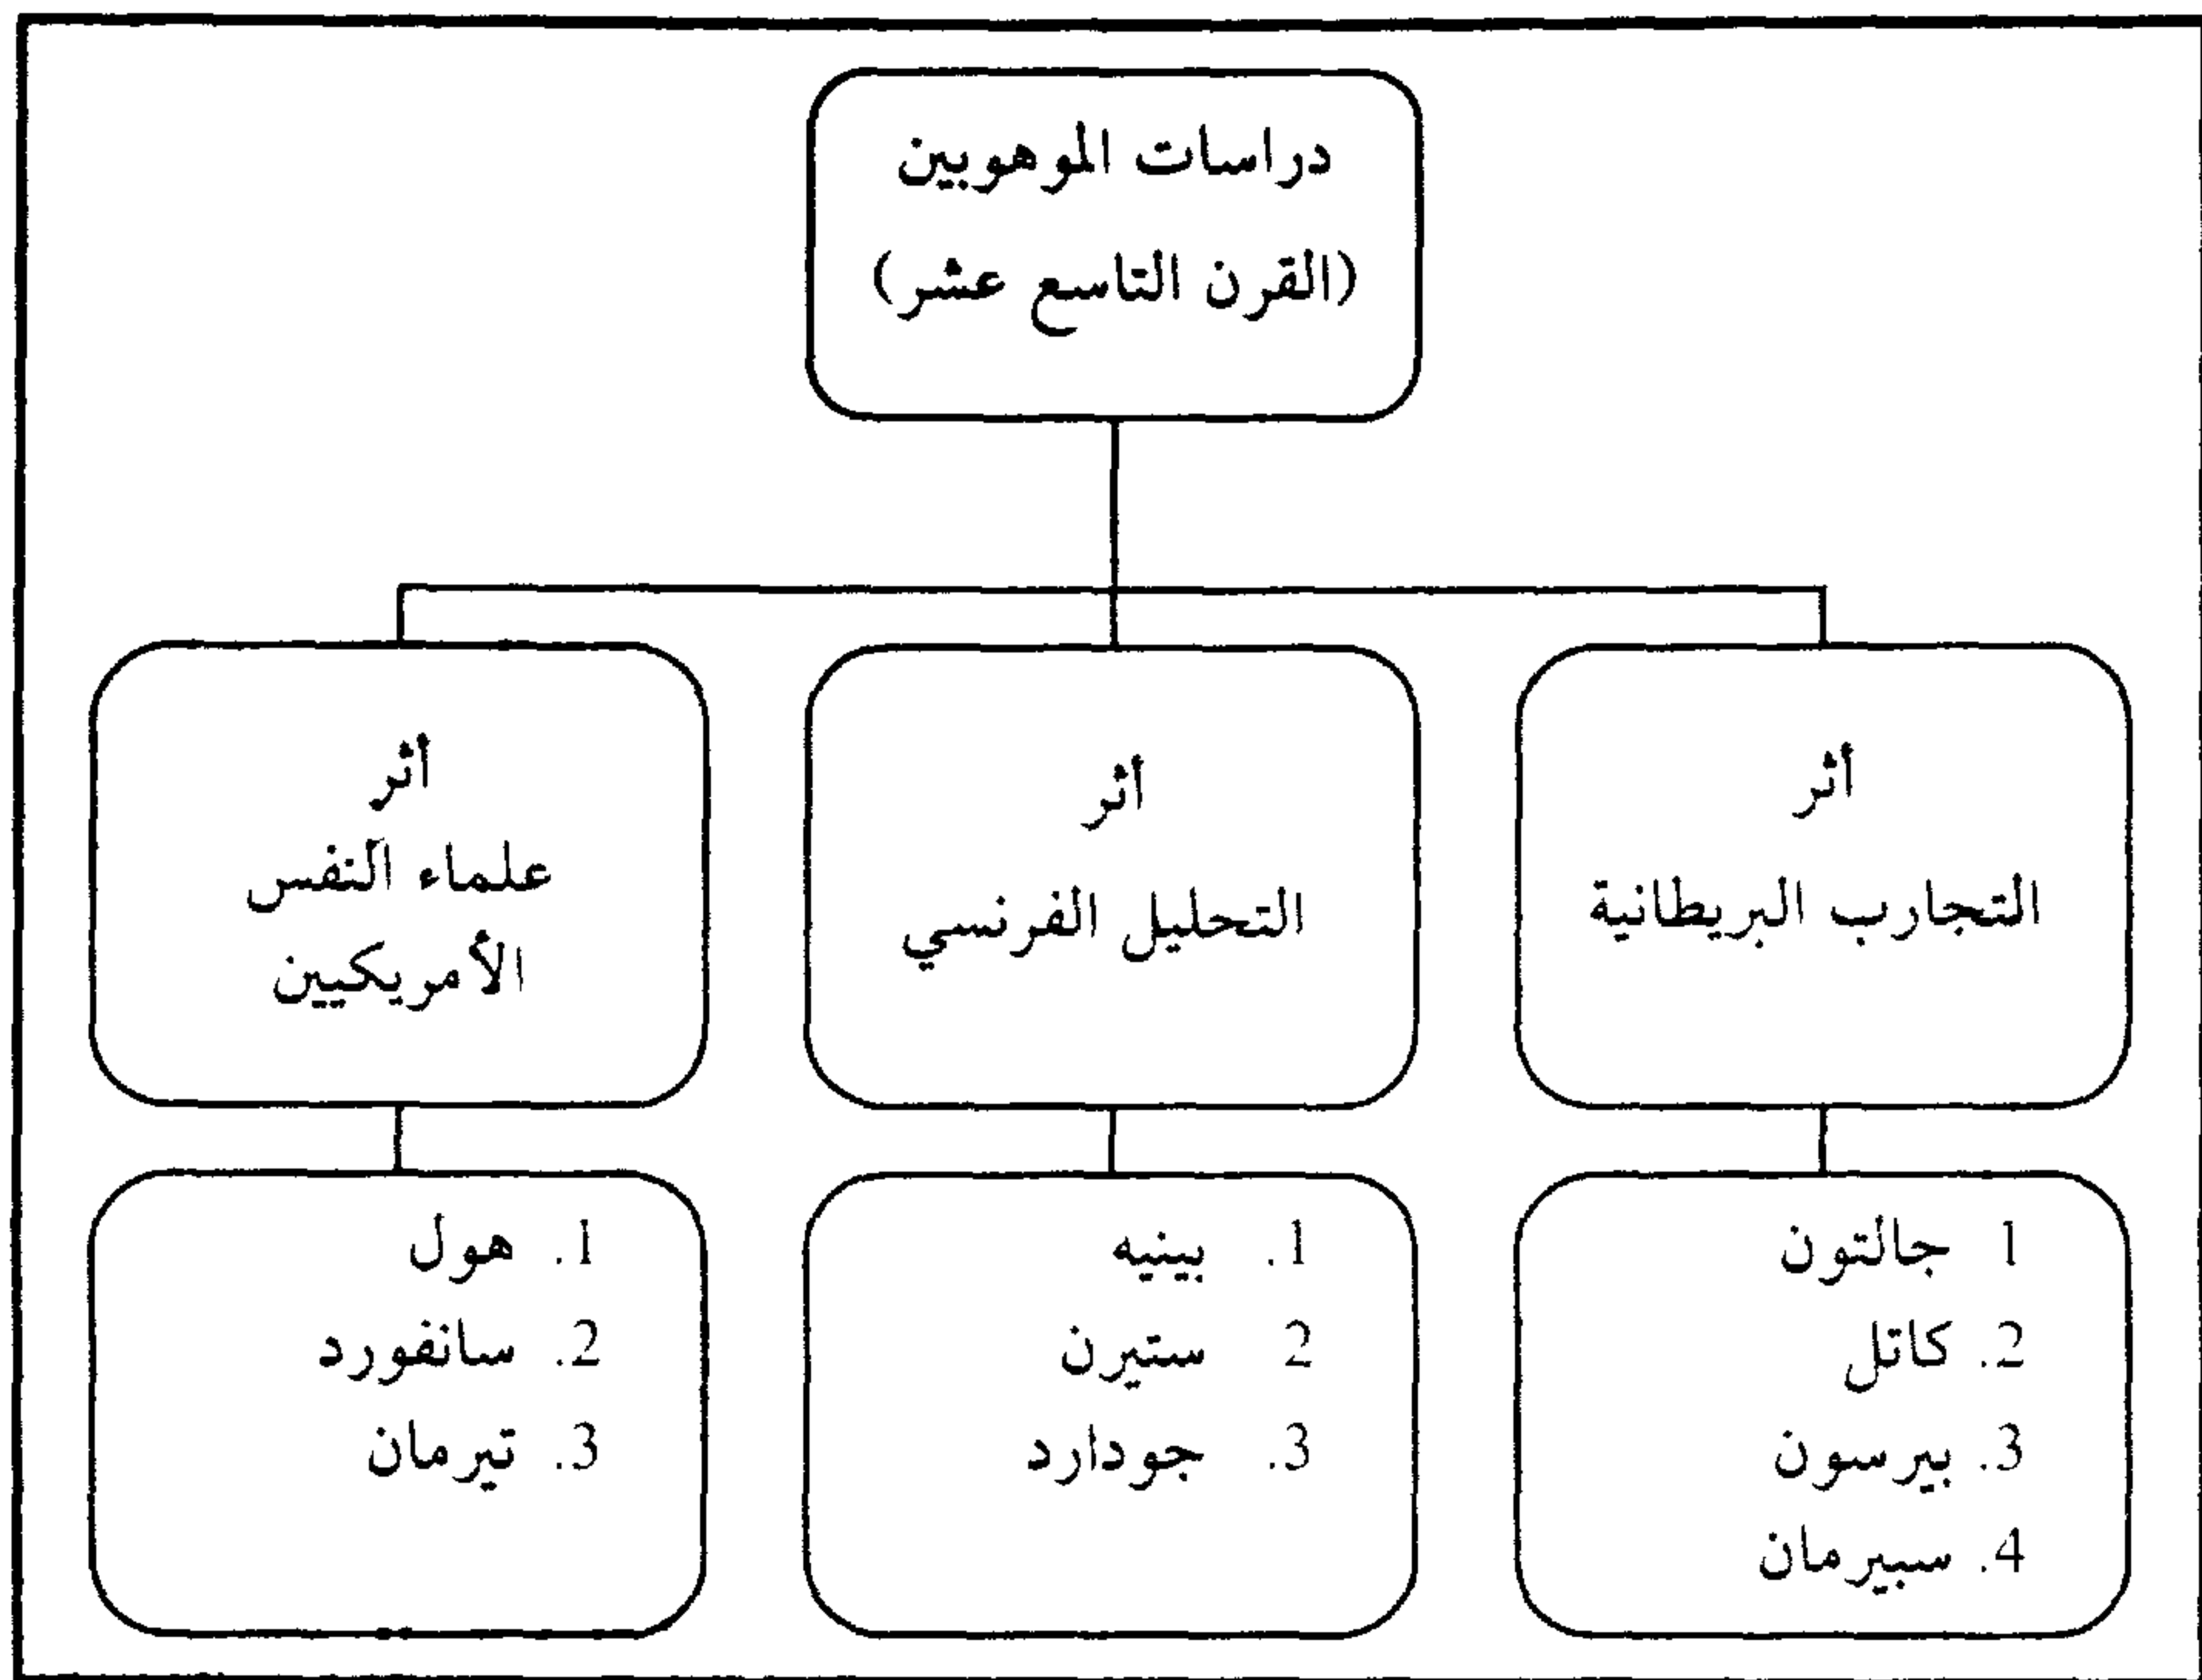 دراسات الموهوبين
(القرن التاسع عشر)
أثر
التجارب البريطانية
أثر
التحليل الفرنسي
أثر
علماء النفس
الأمريكيين
1 جالتون
2. كاتل
3. بيرسون
4. سبيرمان
1. بينيه
2 ستيرن
3. جودارد
1. هول
2. سانفورد
3. تيرمان